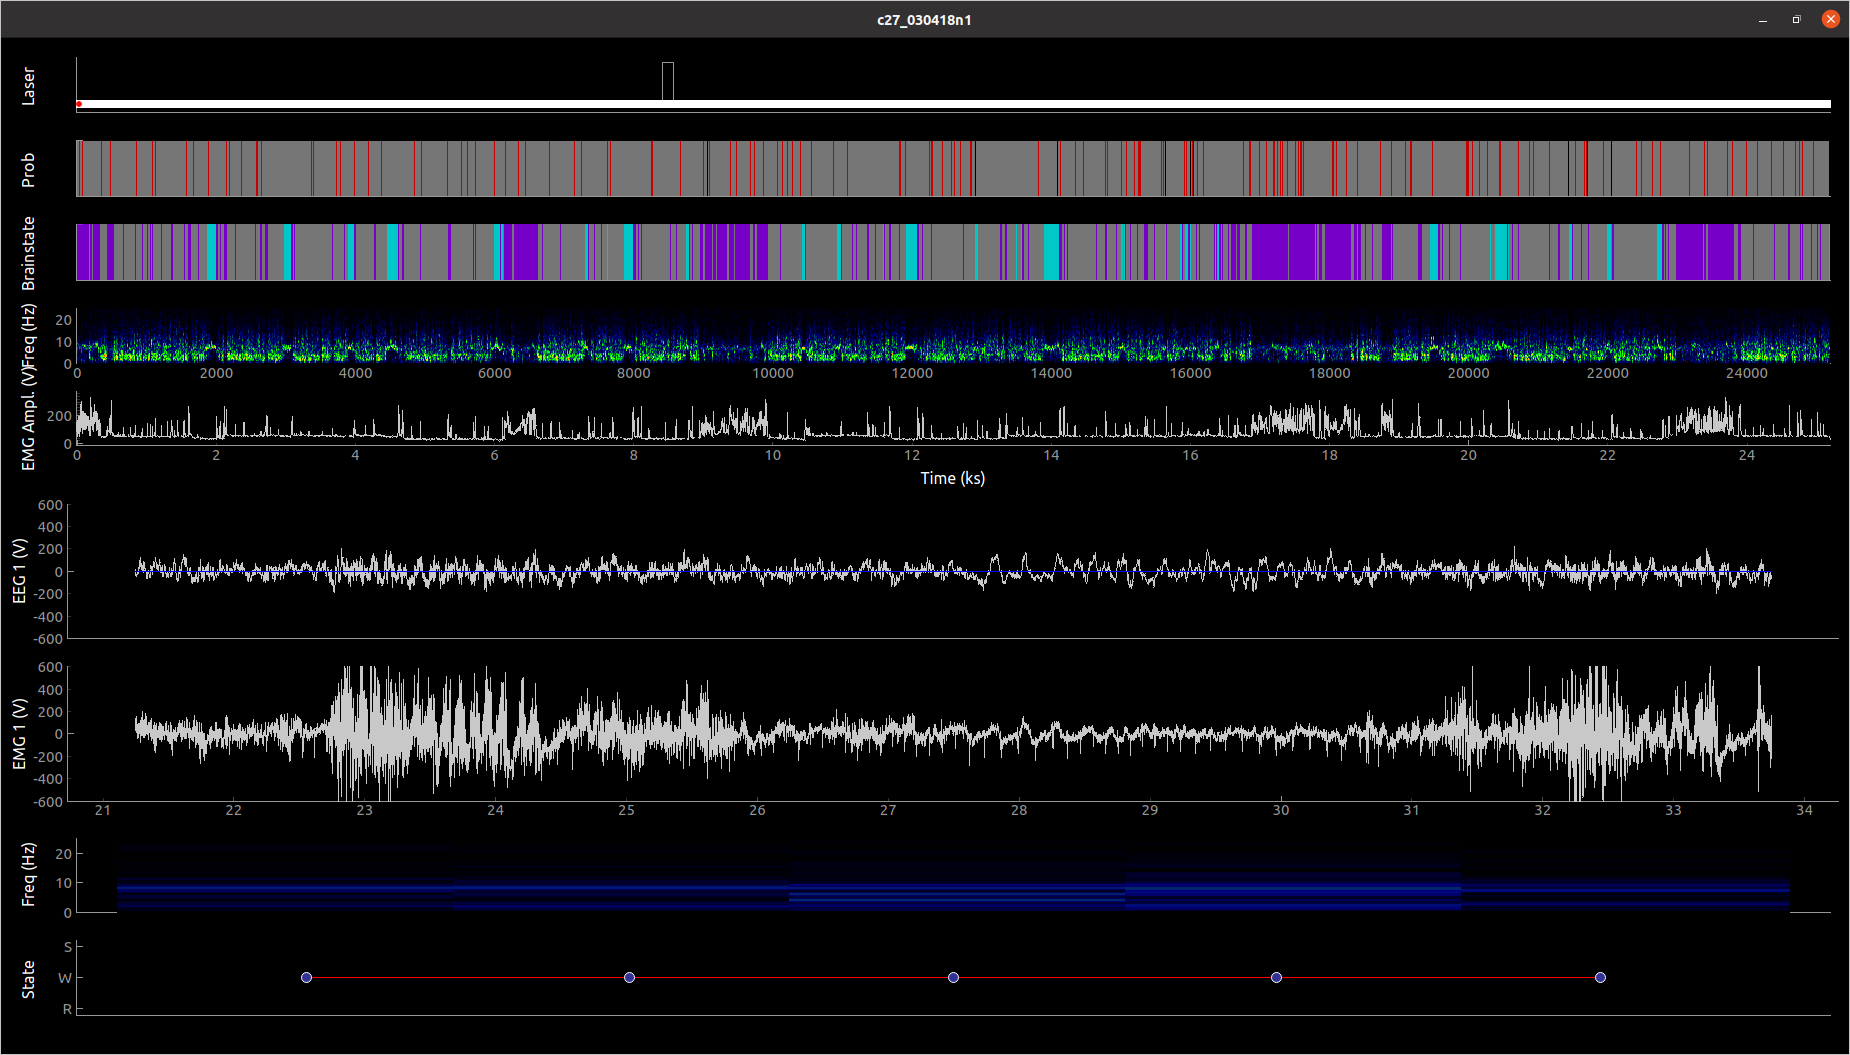 c27_030418n1
Laser
Prob
Brainstate
Freq (Hz)
20
10
0
0 2000 4000 6000 8000 10000 12000 14000 16000 18000 20000 22000 24000
EMG Ampl. (V)
200
0
0 2 4 6 8 10 12 14 16 18 20 22 24
Time (ks)
EEG 1 (V)
600
400
200
0
-200
-400
-600
EMG 1 (V)
600
400
200
0
-200
-400
-600
21 22 23 24 25 26 27 28 29 30 31 32 33 34
Freq (Hz)
20
10
0
State
S
W
R